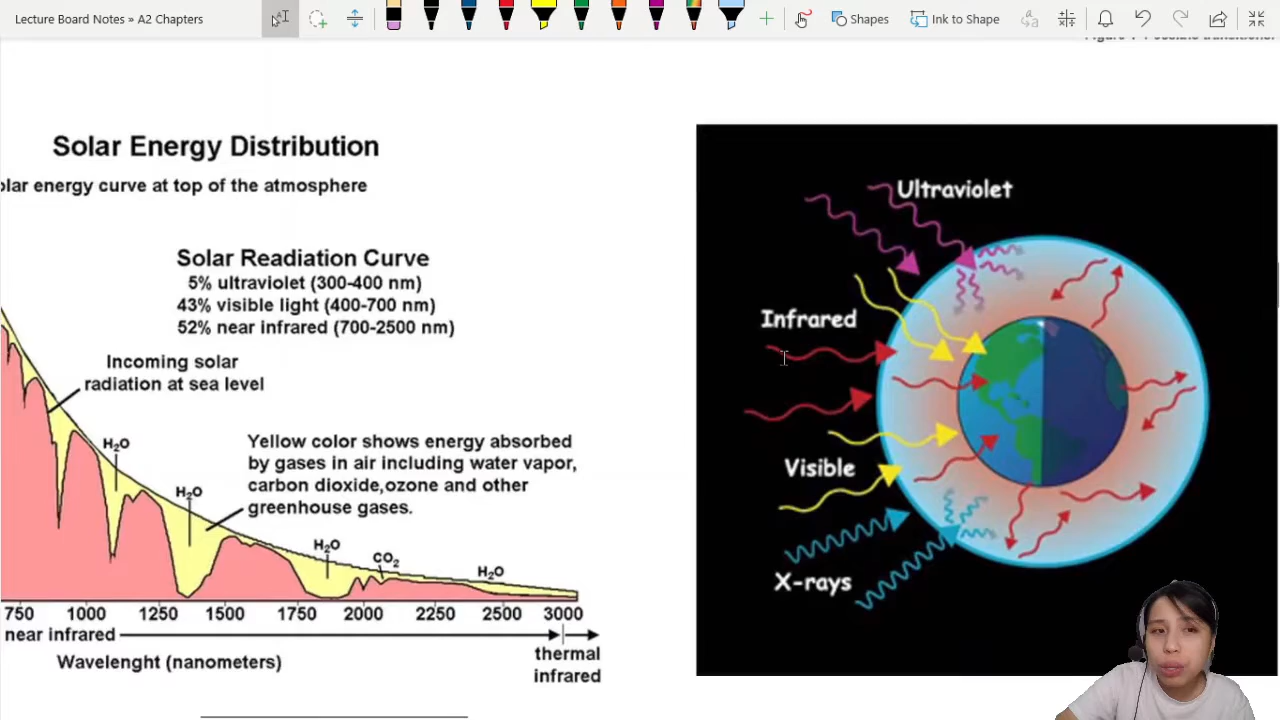 Lecture Board Notes » A2 Chapters
Shapes
Ink to Shape
Solar Energy Distribution
olar energy curve at top of the atmosphere
Solar Readiation Curve
5% ultraviolet (300-400 nm)
43% visible light (400-700 nm)
52% near infrared (700-2500 nm)
Incoming solar
radiation at sea level
H₂O
H₂O
Yellow color shows energy absorbed
by gases in air including water vapor,
carbon dioxide,ozone and other
greenhouse gases.
H₂O
CO₂
H₂O
750 1000 1250 1500 1750 2000 2250 2500 3000
near infrared
Wavelenght (nanometers)
thermal
infrared
Ultraviolet
Infrared
Visible
X-rays